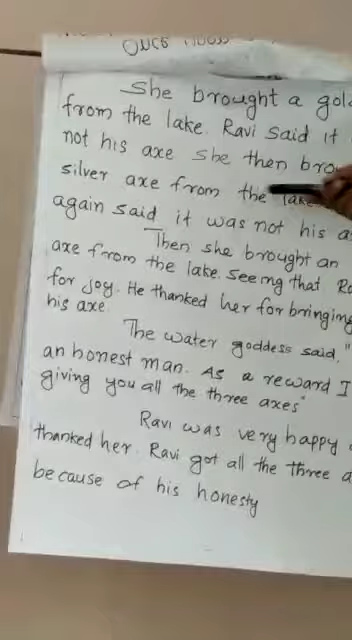 ONCE
She brought a gol
from the lake. Ravi said it
not his axe she then bro
silver axe from the lake
again said it was not his a
Then she brought an
axe from the lake. Seeing that R
for joy. He thanked her for bringing
his axe.
The water goddess said, "
an honest man. As a reward I
giving you all the three axes"
Ravi was very happy
thanked her. Ravi got all the three a
because of his honesty